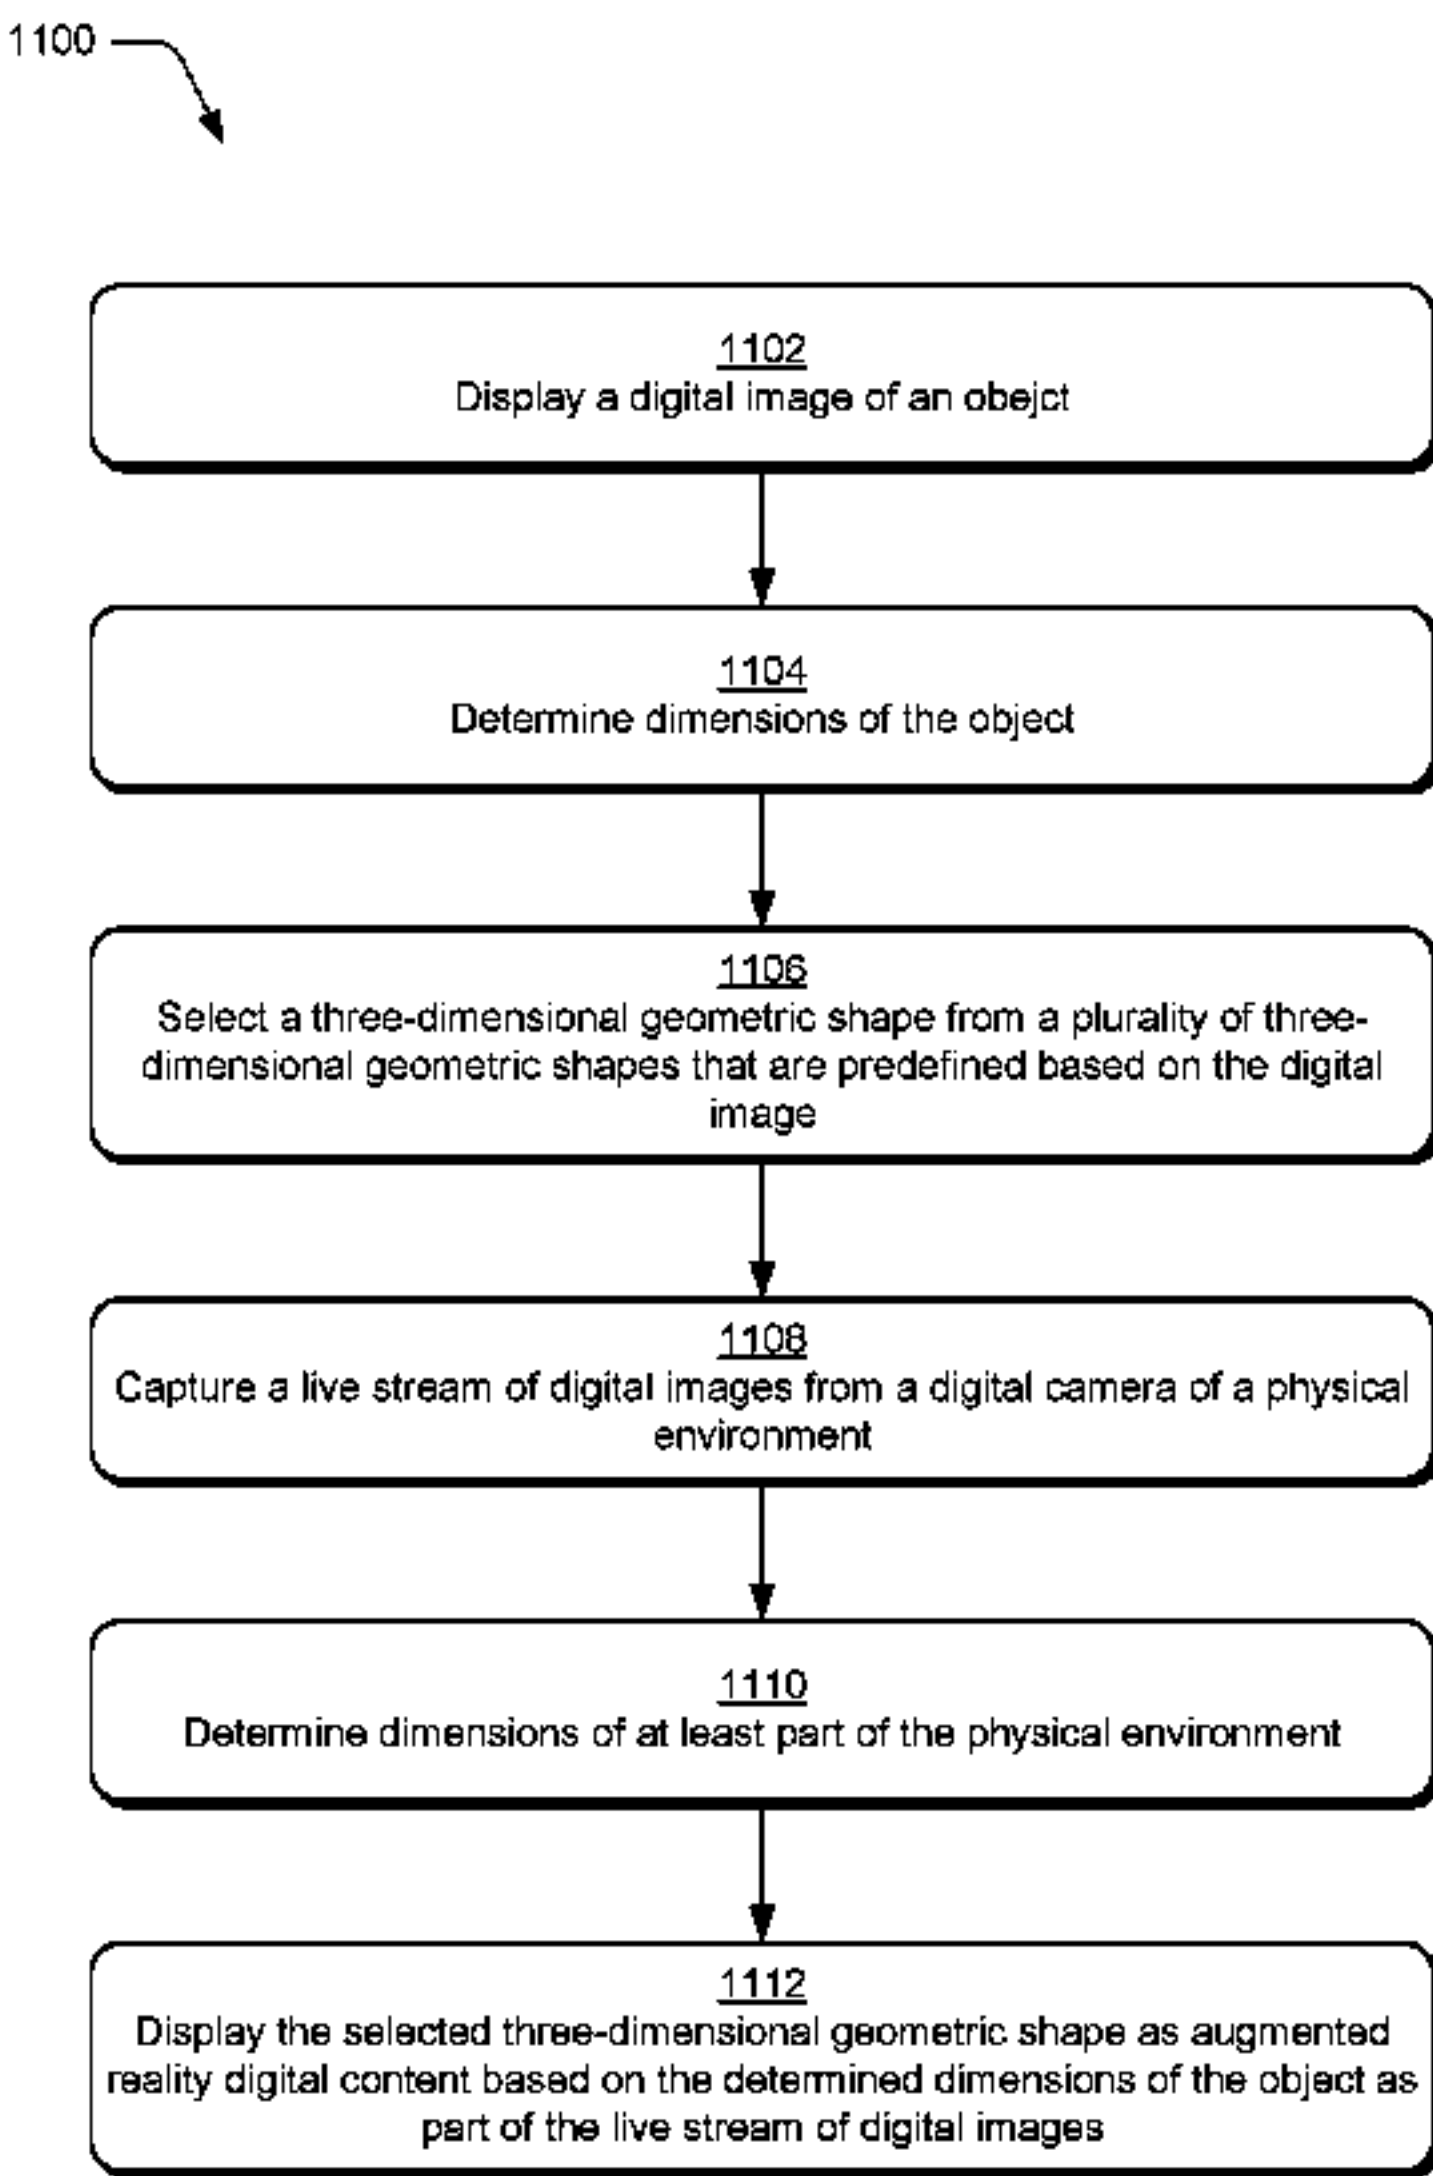 1100
1102
Display a digital image of an obejct
1104
Determine dimensions of the object
1106
Select a three-dimensional geometric shape from a plurality of three-
dimensional geometric shapes that are predefined based on the digital
image
1108
Capture a live stream of digital images from a digital camera of a physical
environment
1110
Determine dimensions of at least part of the physical environment
1112
Display the selected three-dimensional geometric shape as augmented
reality digital content based on the determined dimensions of the object as
part of the live stream of digital images